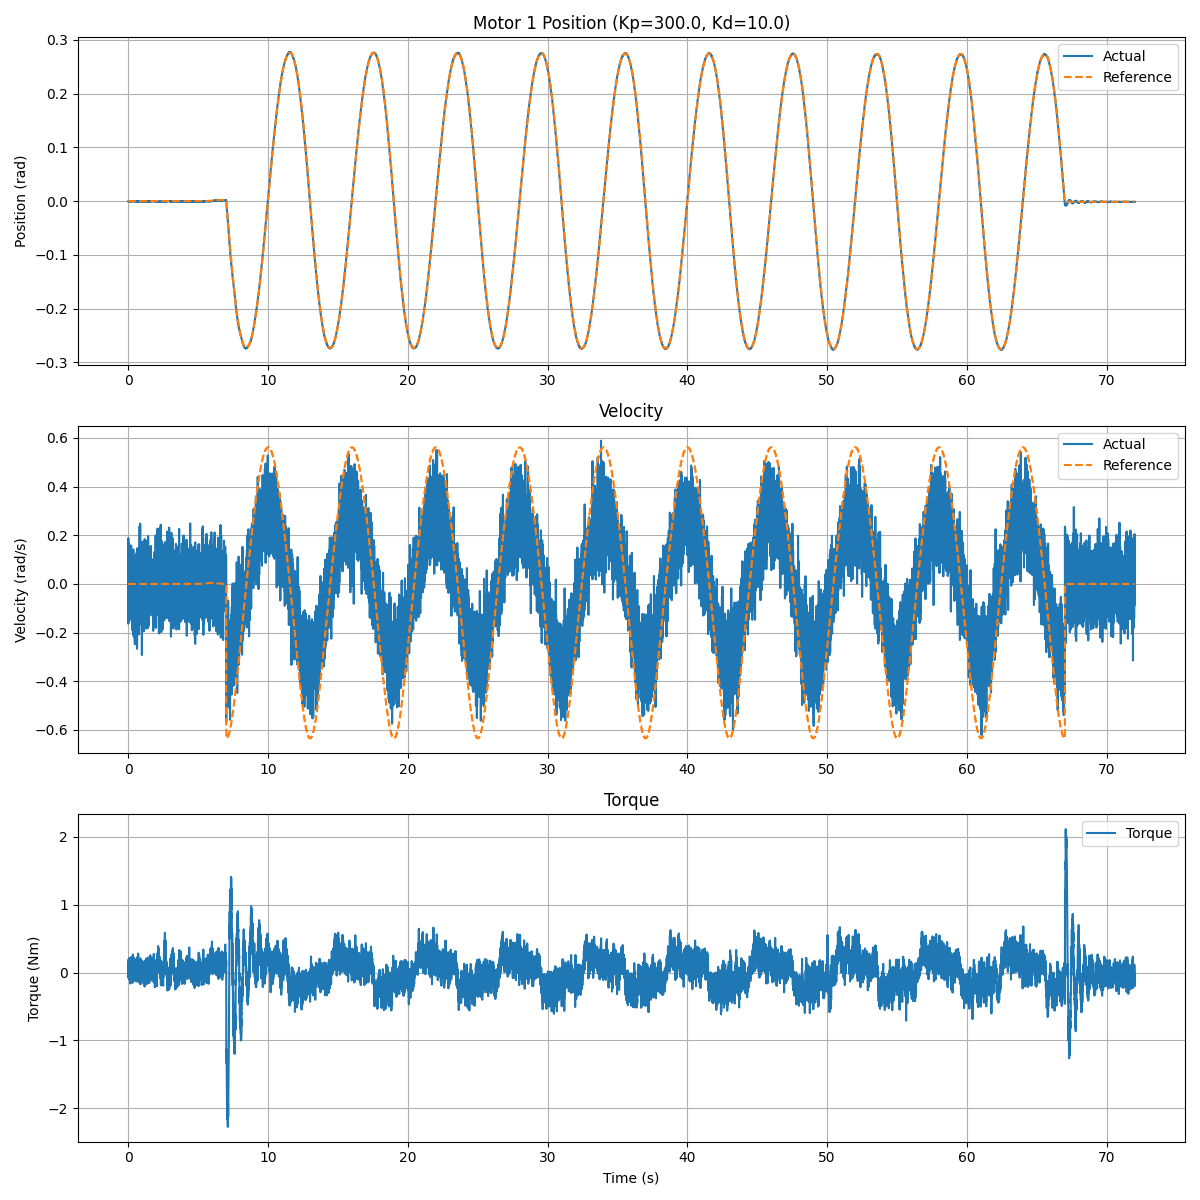 Motor 1 Position (Kp=300.0, Kd=10.0)
0.3
0.2
0.1
0.0
−0.1
−0.2
−0.3
Position (rad)
Actual
Reference
0 10 20 30 40 50 60 70
Velocity
0.6
0.4
0.2
0.0
−0.2
−0.4
−0.6
Velocity (rad/s)
Actual
Reference
0 10 20 30 40 50 60 70
Torque
2
1
0
−1
−2
Torque (Nm)
Torque
0 10 20 30 40 50 60 70
Time (s)